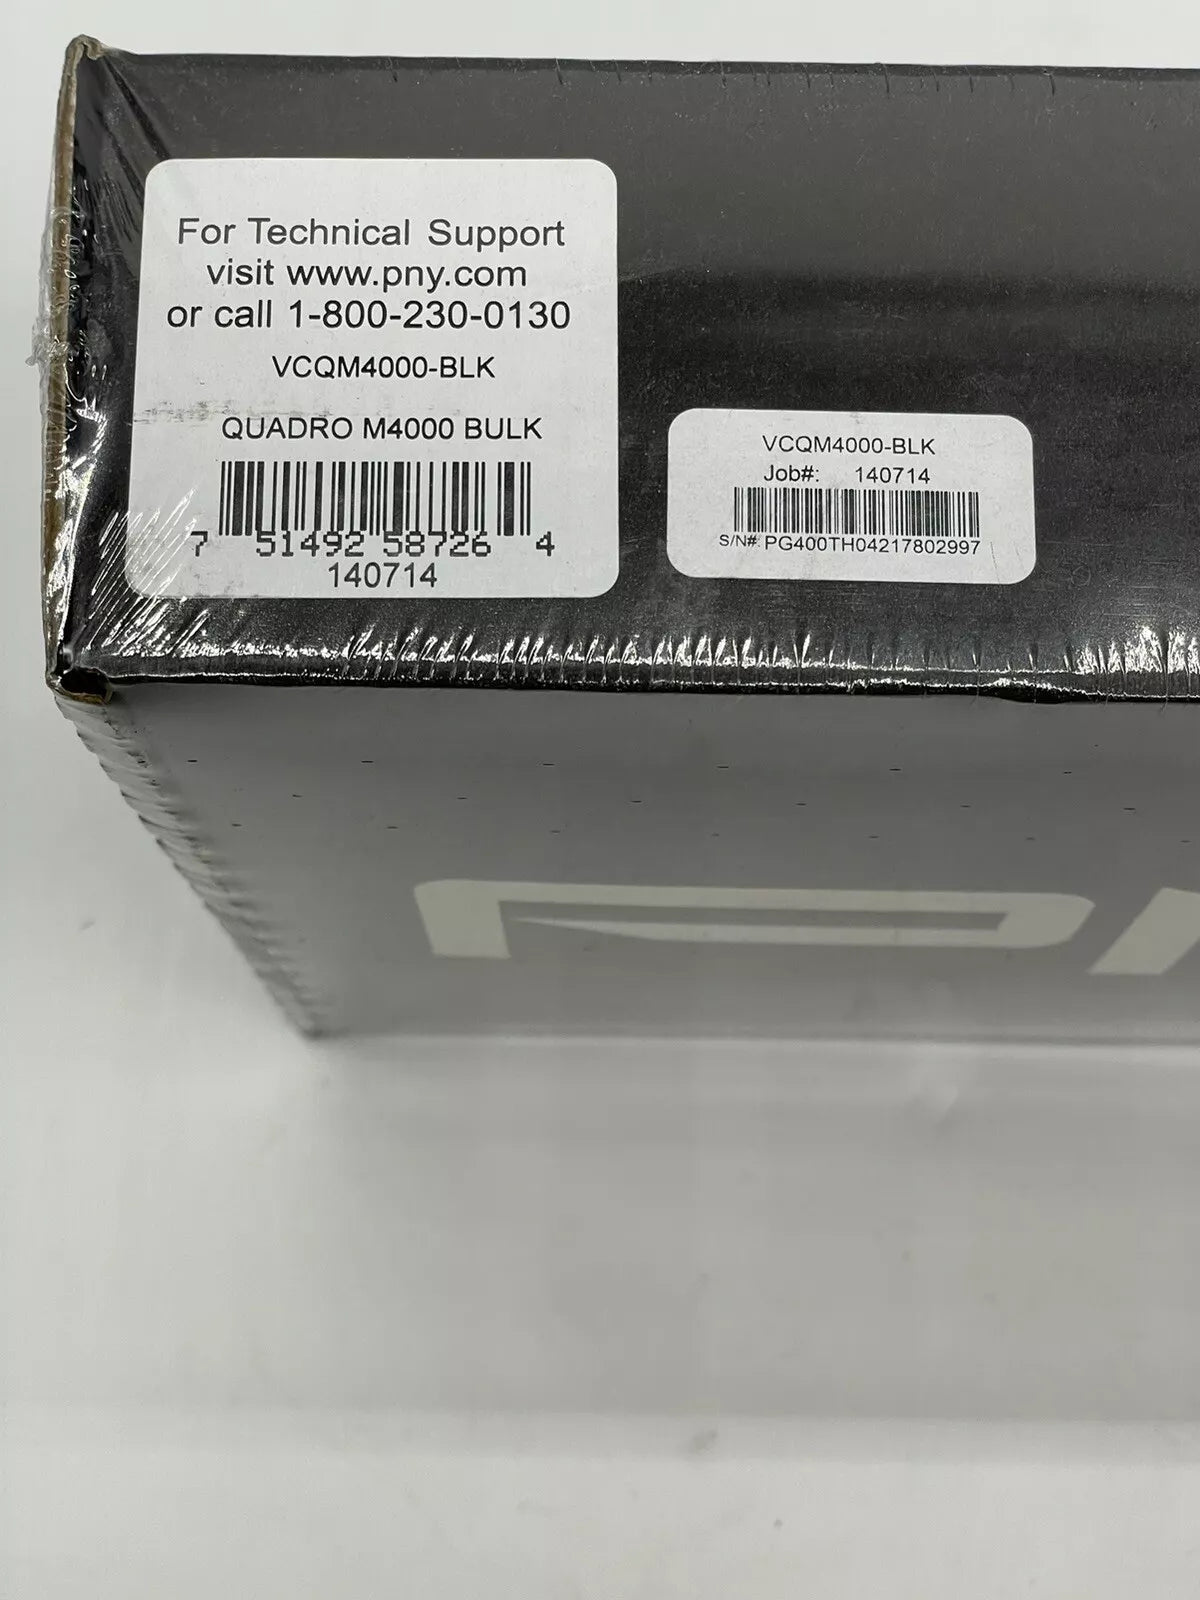 For Technical Support
visit www.pny.com
or call 1-800-230-0130
VCQM4000-BLK
QUADRO M4000 BULK
7 51492 58726 4
140714
VCQM4000-BLK
Job#: 140714
S/N#: PG400TH04217802997